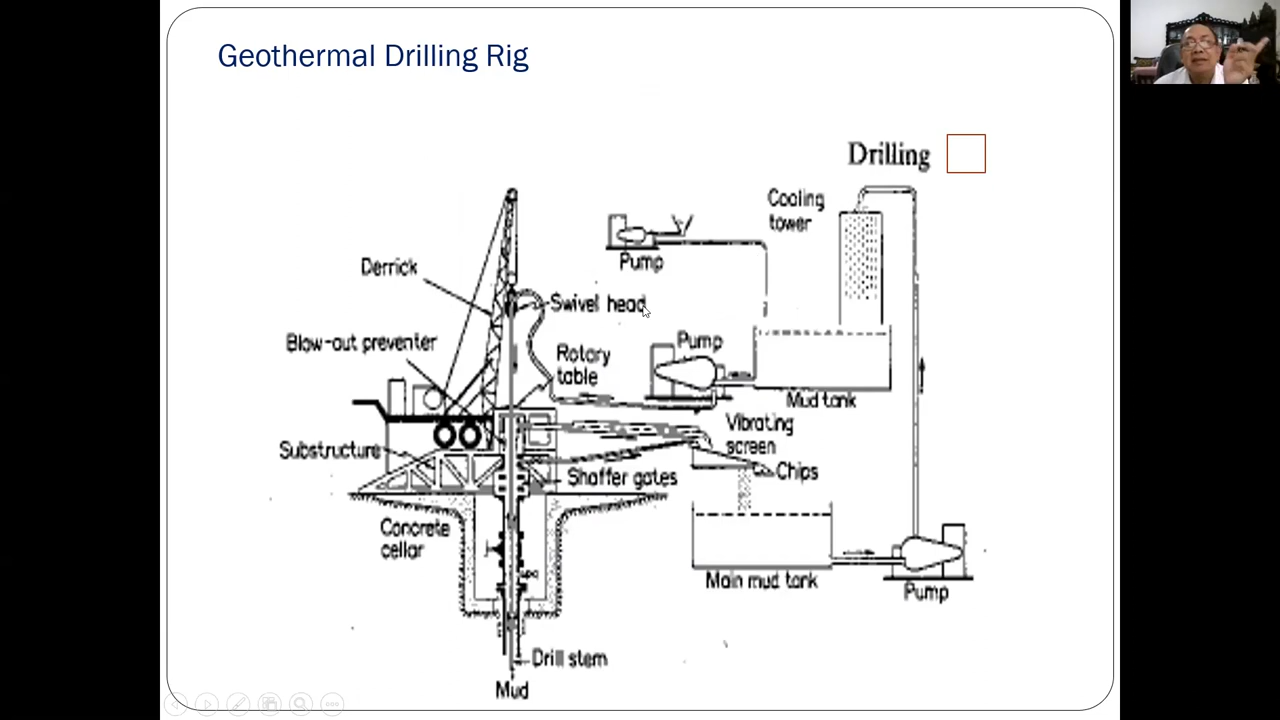 Geothermal Drilling Rig
Drilling
Cooling
tower
Pump
Derrick
Swivel head
Blow-out preventer
Pump
Rotary
table
Mud tank
Vibrating
screen
Substructure
Chips
Shaffer gates
Concrete
cellar
Main mud tank
Pump
Drill stem
Mud